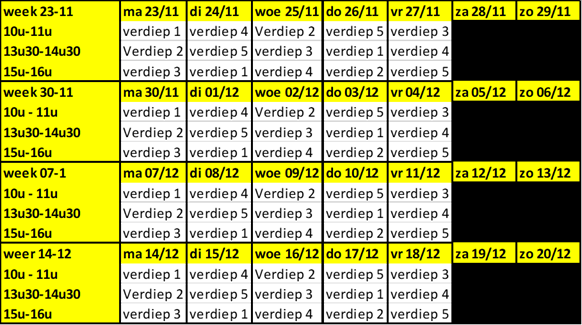 week 23-11 ma 23/11 di 24/11 woe 25/11 do 26/11 vr 27/11 za 28/11 zo 29/11
10u-11u verdiep 1 verdiep 4 Verdiep 2 verdiep 5 verdiep 3
13u30-14u30 Verdiep 2 verdiep 5 verdiep 3 verdiep 1 verdiep 4
15u-16u verdiep 3 verdiep 1 verdiep 4 verdiep 2 verdiep 5
week 30-11 ma 30/11 di 01/12 woe 02/12 do 03/12 vr 04/12 za 05/12 zo 06/12
10u - 11u verdiep 1 verdiep 4 Verdiep 2 verdiep 5 verdiep 3
13u30-14u30 Verdiep 2 verdiep 5 verdiep 3 verdiep 1 verdiep 4
15u-16u verdiep 3 verdiep 1 verdiep 4 verdiep 2 verdiep 5
week 07-1 ma 07/12 di 08/12 woe 09/12 do 10/12 vr 11/12 za 12/12 zo 13/12
10u - 11u verdiep 1 verdiep 4 Verdiep 2 verdiep 5 verdiep 3
13u30-14u30 Verdiep 2 verdiep 5 verdiep 3 verdiep 1 verdiep 4
15u-16u verdiep 3 verdiep 1 verdiep 4 verdiep 2 verdiep 5
weer 14-12 ma 14/12 di 15/12 woe 16/12 do 17/12 vr 18/12 za 19/12 zo 20/12
10u - 11u verdiep 1 verdiep 4 Verdiep 2 verdiep 5 verdiep 3
13u30-14u30 Verdiep 2 verdiep 5 verdiep 3 verdiep 1 verdiep 4
15u-16u verdiep 3 verdiep 1 verdiep 4 verdiep 2 verdiep 5